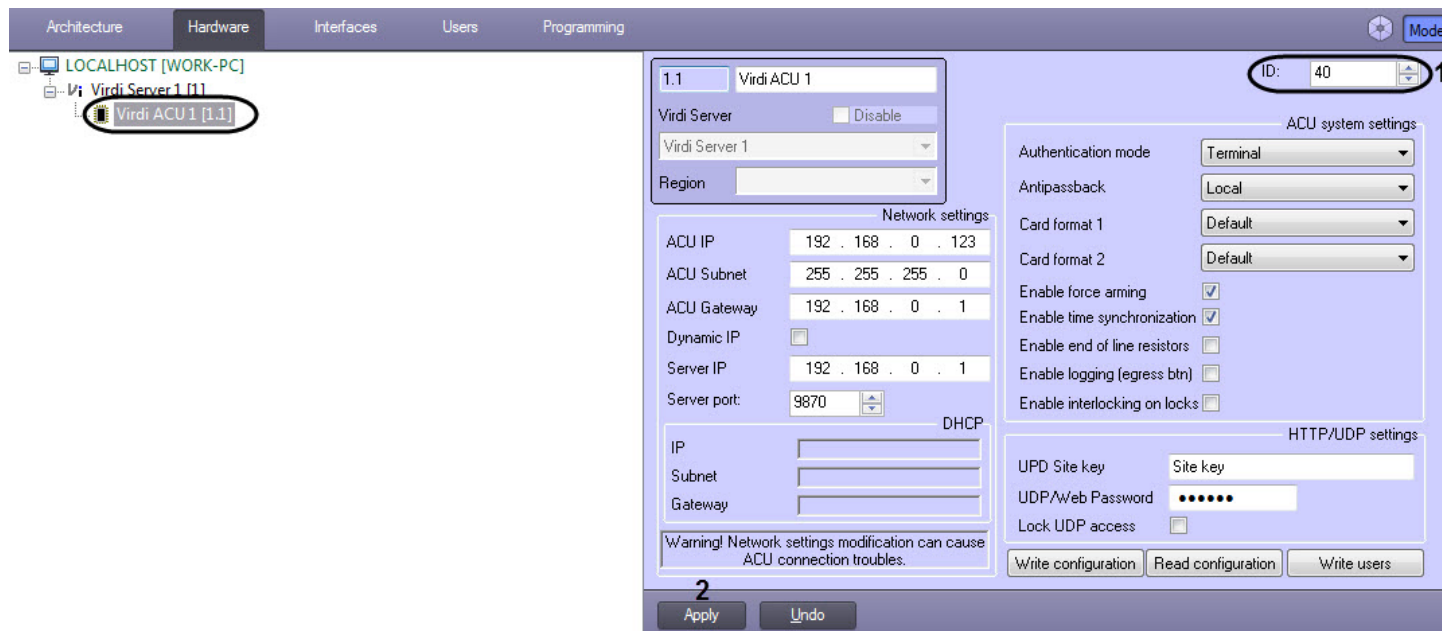 Architecture Hardware Interfaces Users Programming Mode
LOCALHOST [WORK-PC]
Virdi Server 1 [1]
Virdi ACU 1 [1.1]
1.1 Virdi ACU 1
Virdi Server Disable
Virdi Server 1
Region
ID: 40 1
Network settings
ACU IP 192 . 168 . 0 . 123
ACU Subnet 255 . 255 . 255 . 0
ACU Gateway 192 . 168 . 0 . 1
Dynamic IP
Server IP 192 . 168 . 0 . 1
Server port: 9870
DHCP
IP
Subnet
Gateway
Warning! Network settings modification can cause
ACU connection troubles.
ACU system settings
Authentication mode Terminal
Antipassback Local
Card format 1 Default
Card format 2 Default
Enable force arming
Enable time synchronization
Enable end of line resistors
Enable logging (egress btn)
Enable interlocking on locks
HTTP/UDP settings
UPD Site key Site key
UDP/Web Password ••••••
Lock UDP access
Write configuration Read configuration Write users
2
Apply Undo